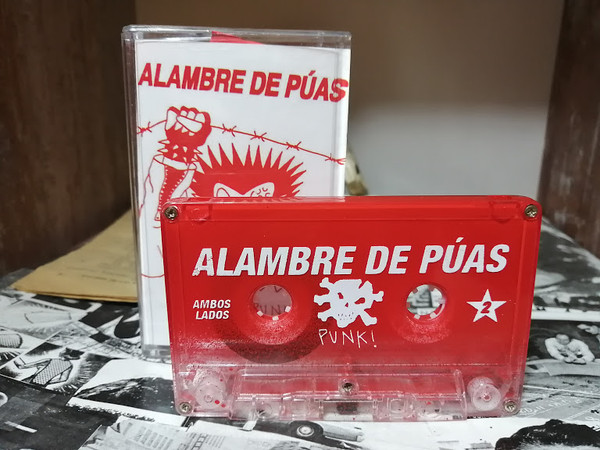 ALAMBRE DE PÚAS
ALAMBRE DE PÚAS
AMBOS
LADOS
PUNK!
2